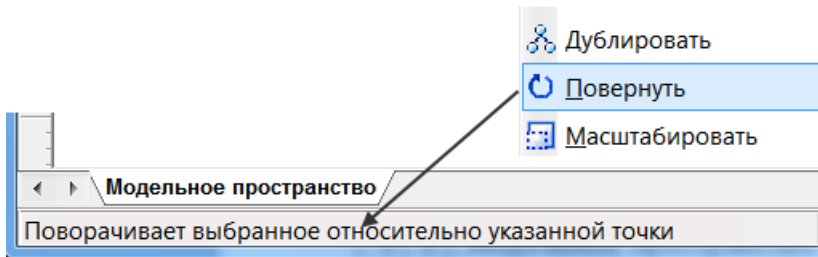 Дублировать
Повернуть
Масштабировать
Модельное пространство
Поворачивает выбранное относительно указанной точки